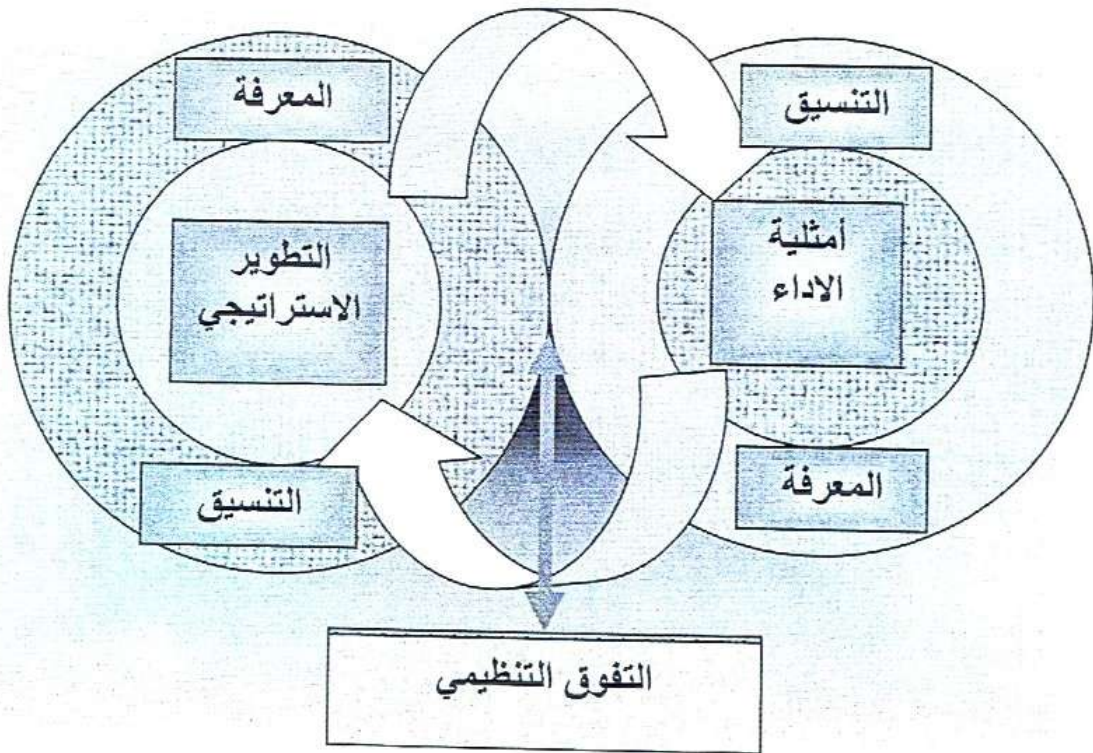 التنسيق
المعرفة
أمثلية
الاداء
التطوير
الاستراتيجي
المعرفة
التنسيق
التفوق التنظيمي